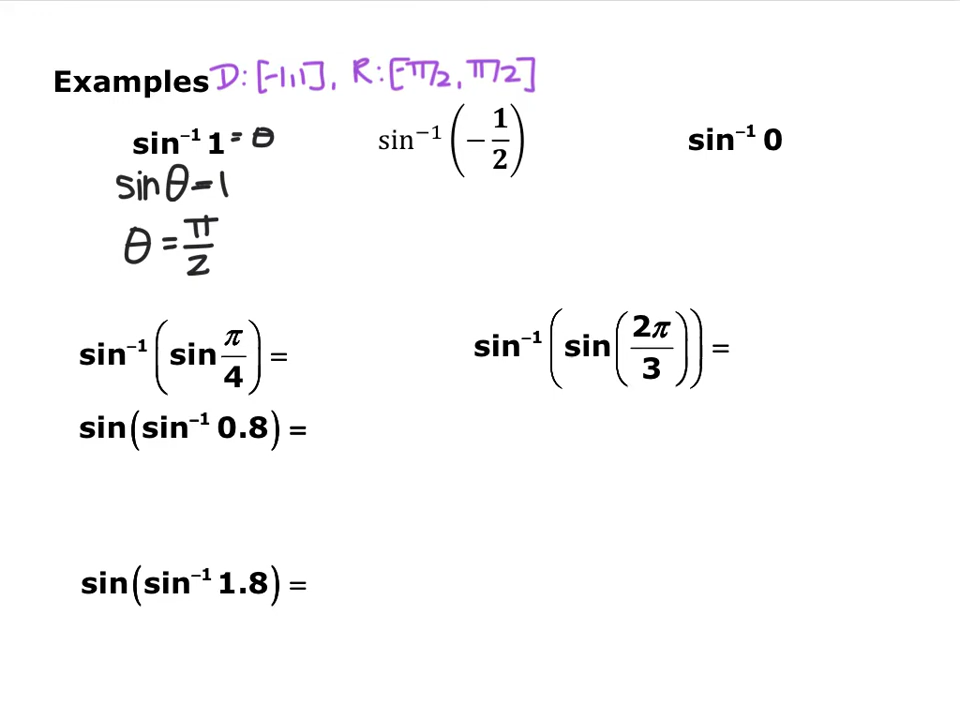 Examples D: [-1,1], R: [-π/2, π/2]
sin⁻¹ 1 = θ    sin⁻¹(−1/2)    sin⁻¹ 0
sin θ = 1
θ = π/2
sin⁻¹(sin π/4) =    sin⁻¹(sin(2π/3)) =
sin(sin⁻¹ 0.8) =
sin(sin⁻¹ 1.8) =